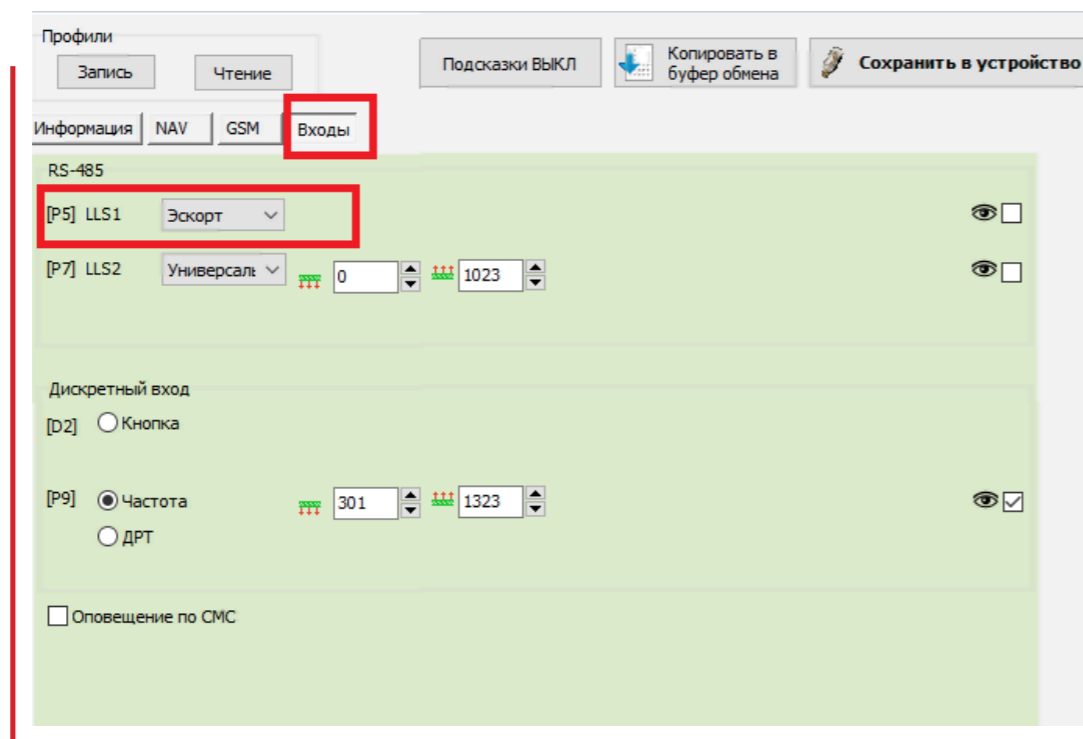 Профили
Запись Чтение Подсказки ВЫКЛ Копировать в
буфер обмена Сохранить в устройство
Информация NAV GSM Входы
RS-485
[P5] LLS1 Эскорт
[P7] LLS2 Универсалı 0 1023
Дискретный вход
[D2] Кнопка
[P9] Частота 301 1323
ДРТ
Оповещение по СМС